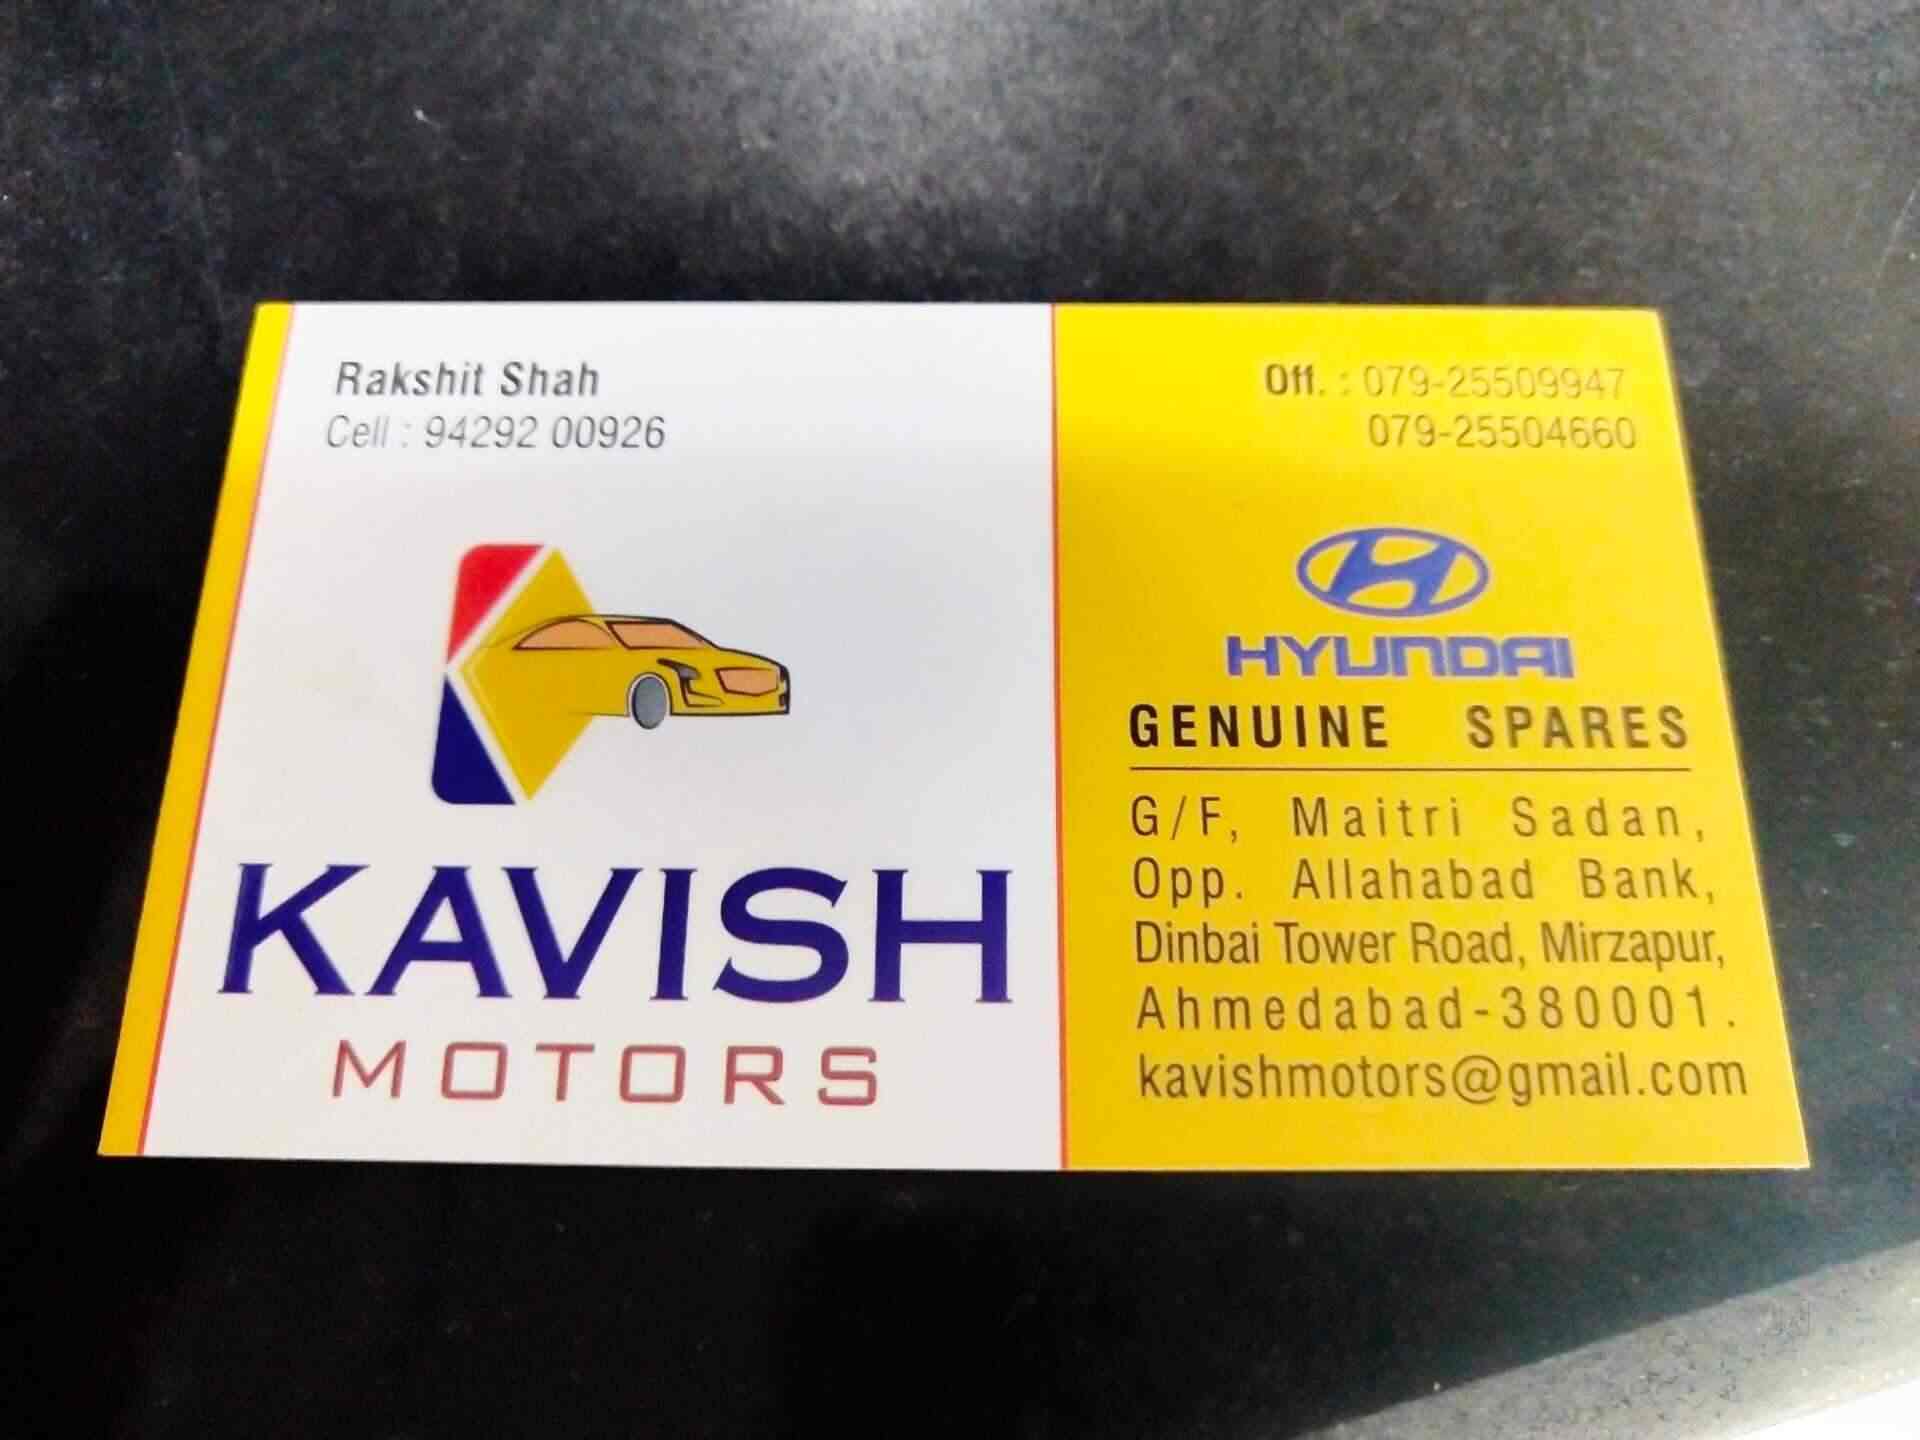 Rakshit Shah
Cell : 94292 00926
KAVISH
MOTORS
Off. : 079-25509947
079-25504660
HYUNDAI
GENUINE SPARES
G/F, Maitri Sadan,
Opp. Allahabad Bank,
Dinbai Tower Road, Mirzapur,
Ahmedabad-380001.
kavishmotors@gmail.com